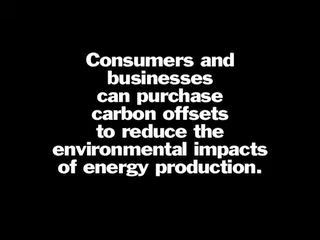 Consumers and
businesses
can purchase
carbon offsets
to reduce the
environmental impacts
of energy production.